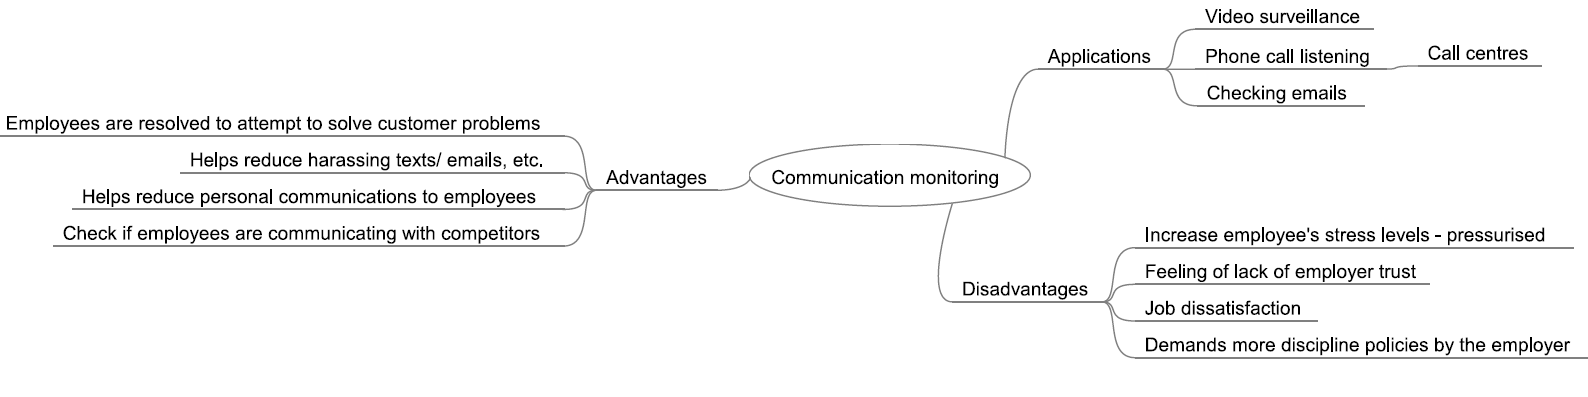 Video surveillance
Applications
Phone call listening
Call centres
Checking emails
Employees are resolved to attempt to solve customer problems
Helps reduce harassing texts/ emails, etc.
Advantages
Communication monitoring
Helps reduce personal communications to employees
Check if employees are communicating with competitors
Increase employee's stress levels - pressurised
Feeling of lack of employer trust
Disadvantages
Job dissatisfaction
Demands more discipline policies by the employer